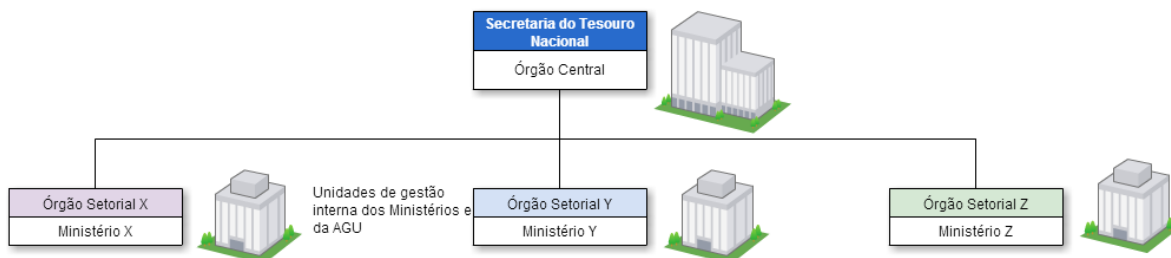 Secretaria do Tesouro
Nacional
Órgão Central
Órgão Setorial X
Ministério X
Unidades de gestão
interna dos Ministérios e
da AGU
Órgão Setorial Y
Ministério Y
Órgão Setorial Z
Ministério Z